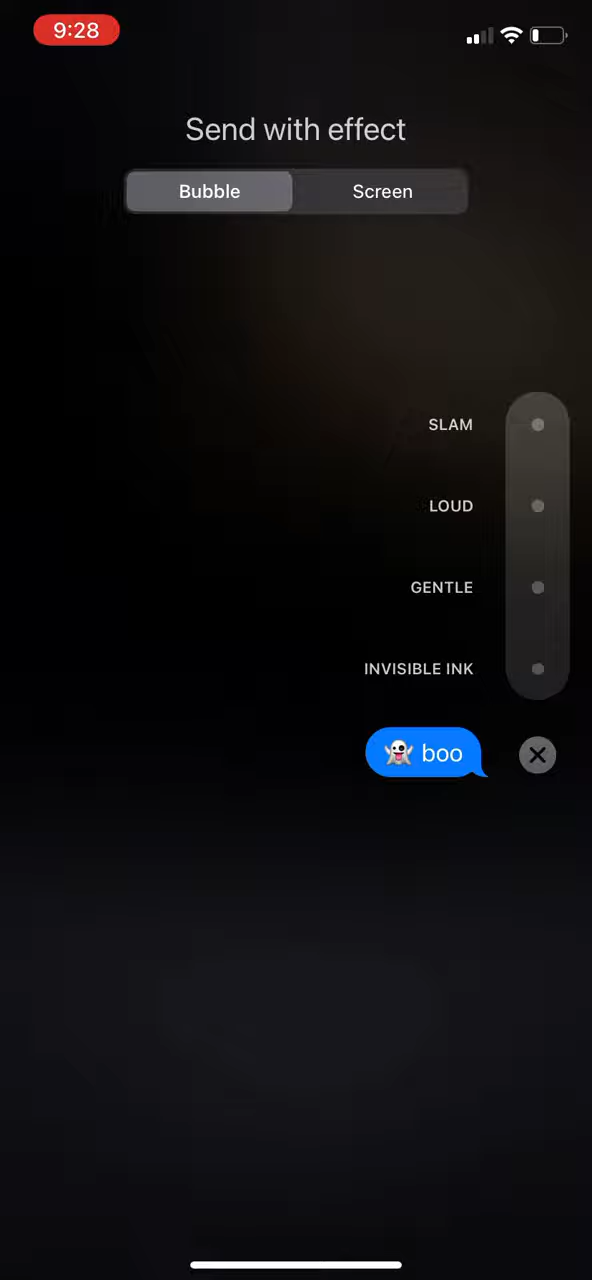 9:28
Send with effect
Bubble Screen
SLAM
LOUD
GENTLE
INVISIBLE INK
👻 boo